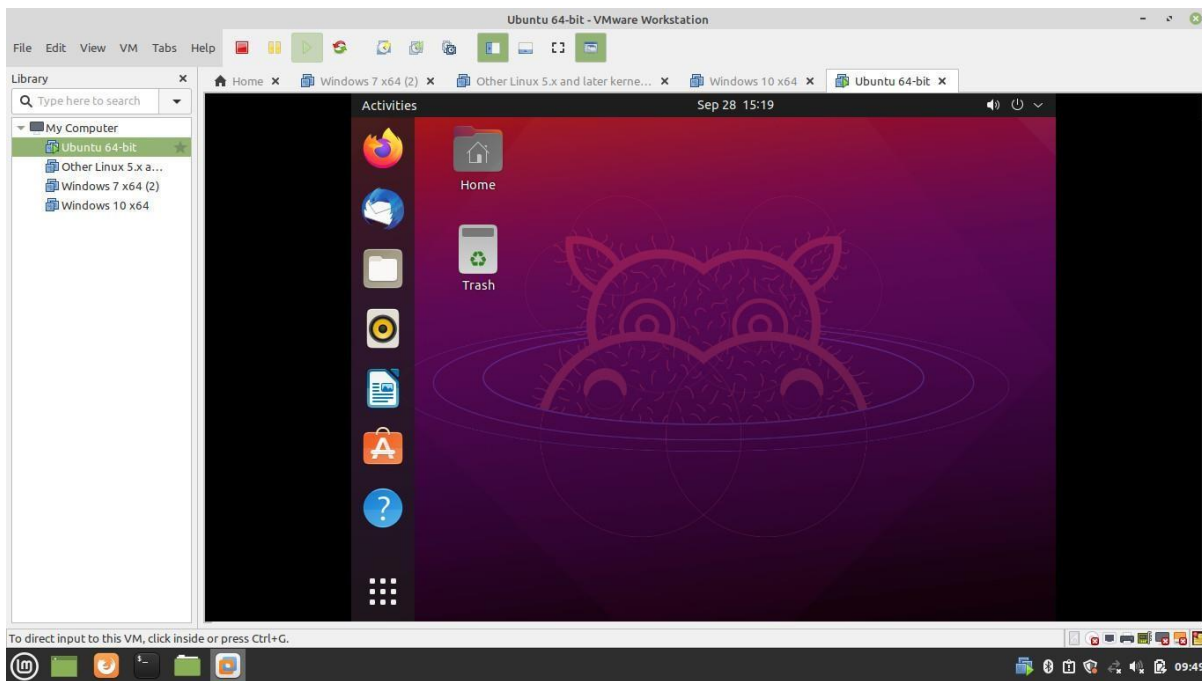 Ubuntu 64-bit - VMware Workstation
File Edit View VM Tabs Help
Library
Home
Windows 7 x64 (2)
Other Linux 5.x and later kerne...
Windows 10 x64
Ubuntu 64-bit
Type here to search
My Computer
Ubuntu 64-bit
Other Linux 5.x a...
Windows 7 x64 (2)
Windows 10 x64
Activities
Sep 28 15:19
Home
Trash
To direct input to this VM, click inside or press Ctrl+G.
09:49